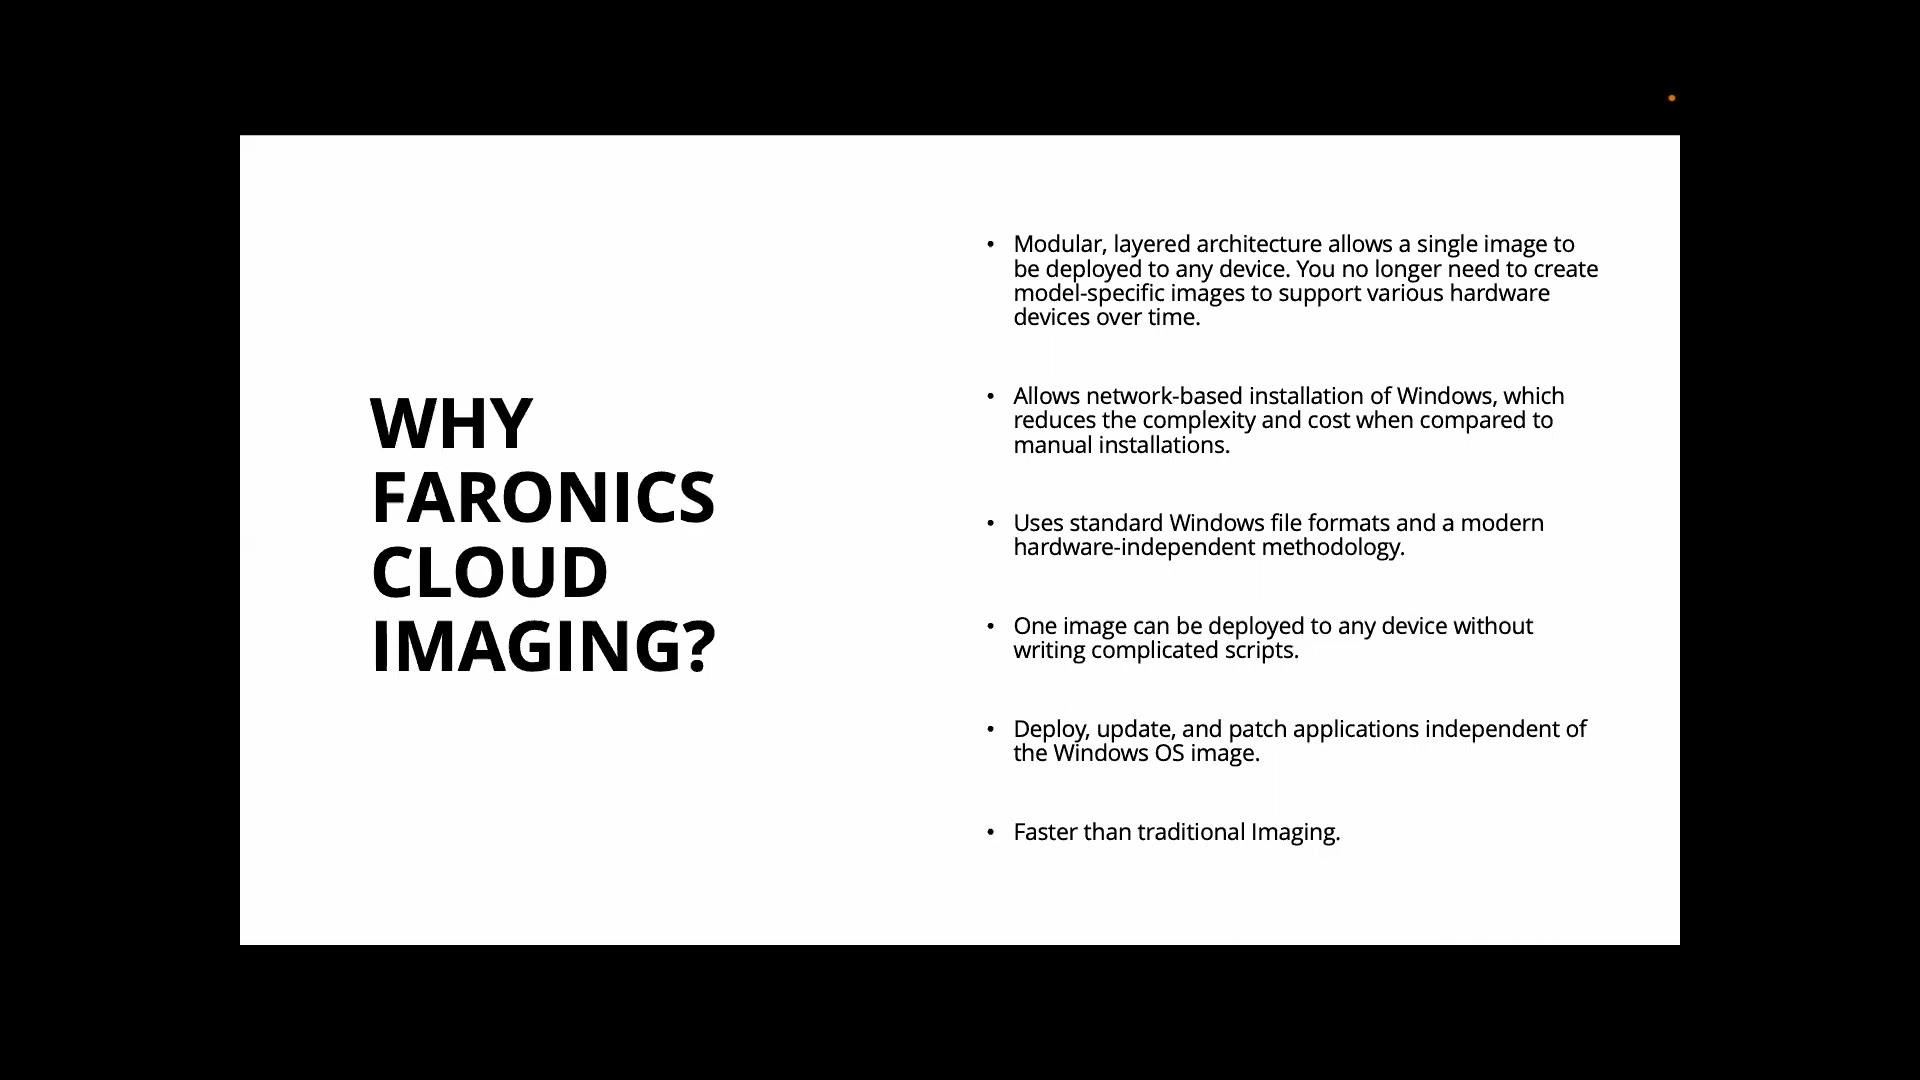 WHY
FARONICS
CLOUD
IMAGING?
• Modular, layered architecture allows a single image to
be deployed to any device. You no longer need to create
model-specific images to support various hardware
devices over time.
• Allows network-based installation of Windows, which
reduces the complexity and cost when compared to
manual installations.
• Uses standard Windows file formats and a modern
hardware-independent methodology.
• One image can be deployed to any device without
writing complicated scripts.
• Deploy, update, and patch applications independent of
the Windows OS image.
• Faster than traditional Imaging.